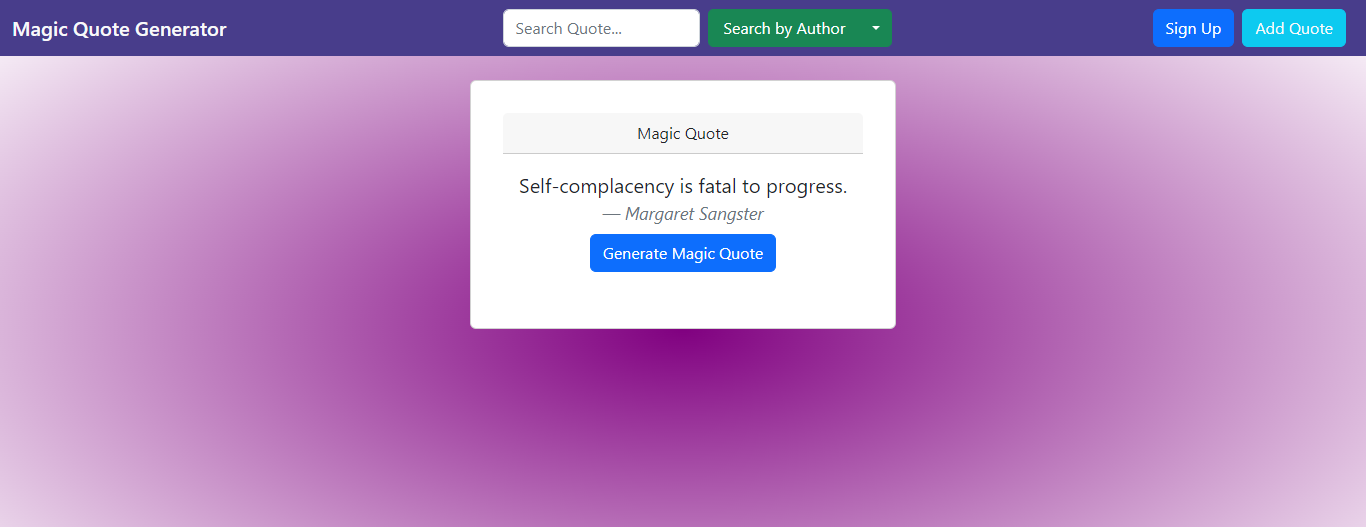 Magic Quote Generator
Search Quote...
Search by Author
Sign Up
Add Quote
Magic Quote
Self-complacency is fatal to progress.
— Margaret Sangster
Generate Magic Quote